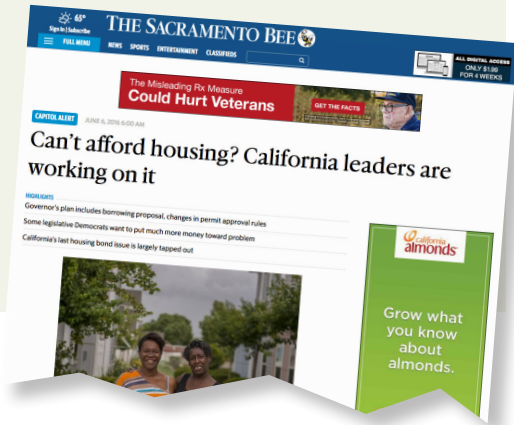 65°
Sign In | Subscribe
THE SACRAMENTO BEE
FULL MENU
NEWS SPORTS ENTERTAINMENT CLASSIFIEDS
ALL DIGITAL ACCESS
ONLY $1.99
FOR 4 WEEKS
The Misleading Rx Measure
Could Hurt Veterans
GET THE FACTS
CAPITOL ALERT
JUNE 6, 2016 6:00 AM
Can't afford housing? California leaders are
working on it
HIGHLIGHTS
Governor's plan includes borrowing proposal, changes in permit approval rules
Some legislative Democrats want to put much more money toward problem
California's last housing bond issue is largely tapped out
california
almonds
Grow what
you know
about
almonds.